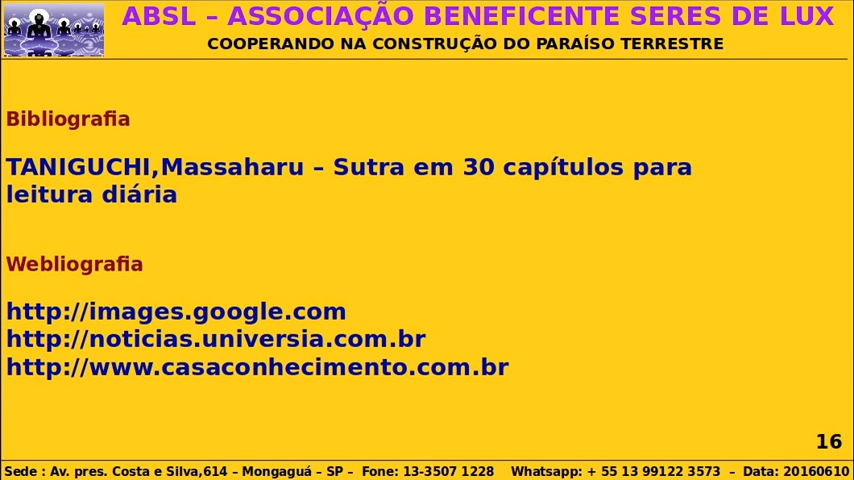 ABSL – ASSOCIAÇÃO BENEFICENTE SERES DE LUX
COOPERANDO NA CONSTRUÇÃO DO PARAÍSO TERRESTRE
Bibliografia
TANIGUCHI,Massaharu – Sutra em 30 capítulos para
leitura diária
Webliografia
http://images.google.com
http://noticias.universia.com.br
http://www.casaconhecimento.com.br
16
Sede : Av. pres. Costa e Silva,614 – Mongaguá – SP – Fone: 13-3507 1228 Whatsapp: + 55 13 99122 3573 – Data: 20160610